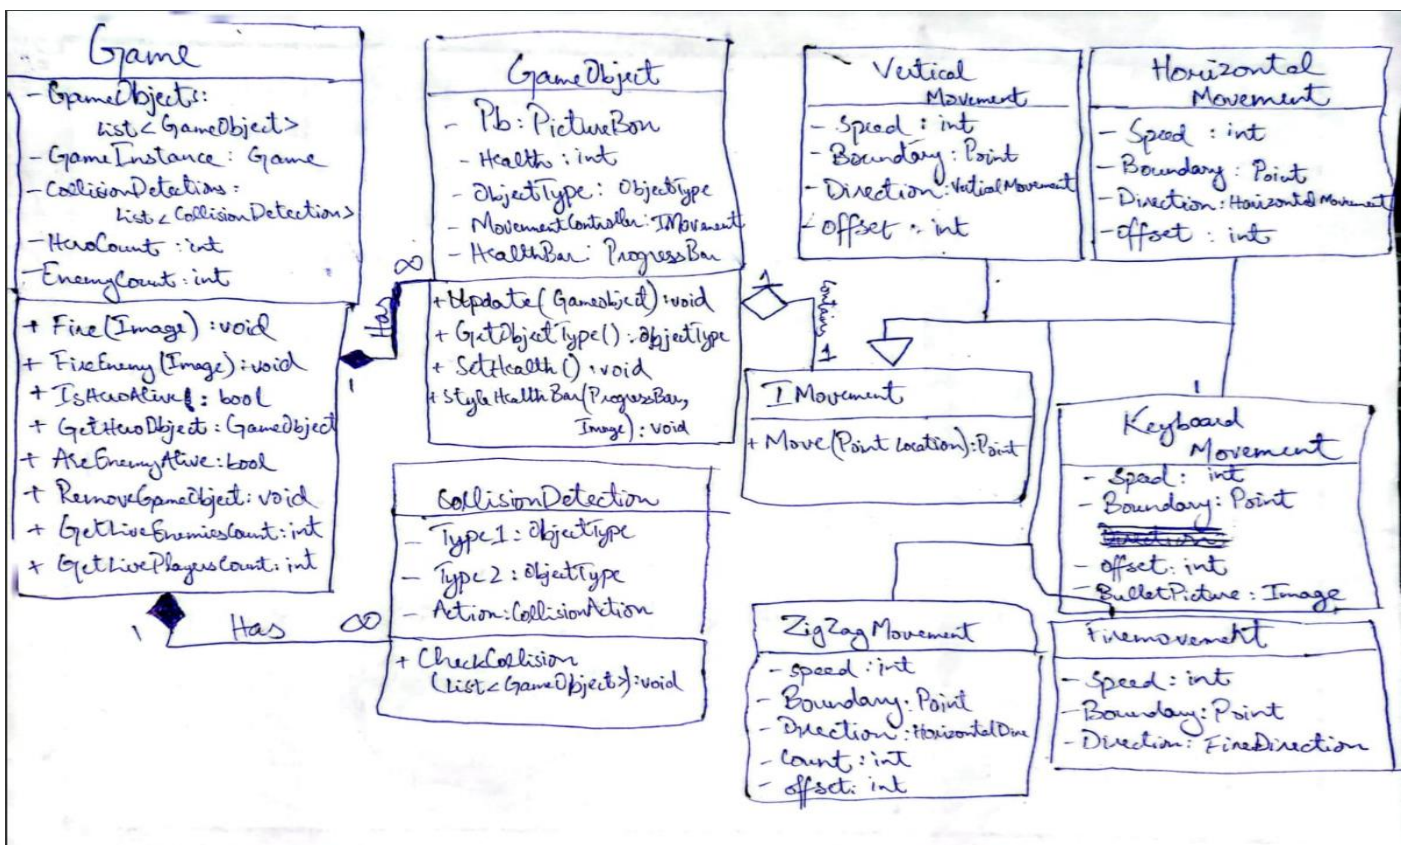 Game
- GameObjects:
List<GameObject>
- GameInstance: Game
- CollisionDetections:
List<CollisionDetection>
- HeroCount : int
- EnemyCount: int
+ Fire(Image): void
+ FireEnemy(Image): void
+ IsHeroAlive : bool
+ GetHeroObject: GameObject
+ AreEnemyAlive: bool
+ RemoveGameObject: void
+ GetLiveEnemiesCount: int
+ GetLivePlayersCount: int
Has
∞
1
1
Has
∞
GameObject
- Pb: PictureBox
- Health : int
- ObjectType: ObjectType
- MovementController: IMovement
- HealthBar: ProgressBar
+ Update(Gameobject): void
+ GetObjectType(): ObjectType
+ SetHealth(): void
+ StyleHealthBar(ProgressBar,
Image): void
1
Contains 1
CollisionDetection
- Type1: ObjectType
- Type2: ObjectType
- Action: CollisionAction
+ CheckCollision
(List<GameObject>): void
Vertical
Movement
- Speed : int
- Boundary: Point
- Direction: VerticalMovement
- offset : int
Horizontal
Movement
- Speed : int
- Boundary: Point
- Direction: HorizontalMovement
- offset : int
IMovement
+ Move(Point Location): Point
1
Keyboard
Movement
- Speed: int
- Boundary: Point
- offset: int
- BulletPicture: Image
ZigZag Movement
- speed: int
- Boundary: Point
- Direction: HorizontalDire
- Count: int
- offset: int
Firemovement
- Speed: int
- Boundary: Point
- Direction: FireDirection